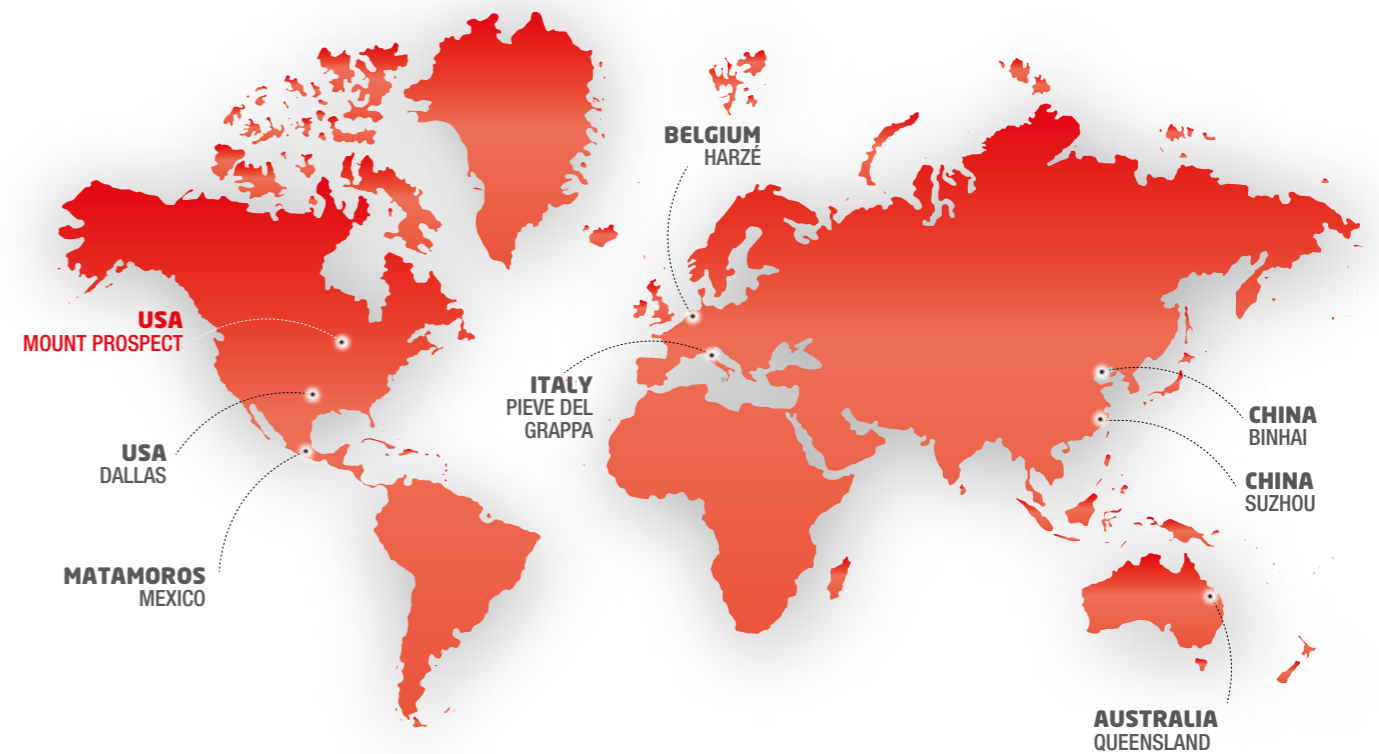 BELGIUM
HARZÉ
USA
MOUNT PROSPECT
ITALY
PIEVE DEL
GRAPPA
USA
DALLAS
CHINA
BINHAI
CHINA
SUZHOU
MATAMOROS
MEXICO
AUSTRALIA
QUEENSLAND